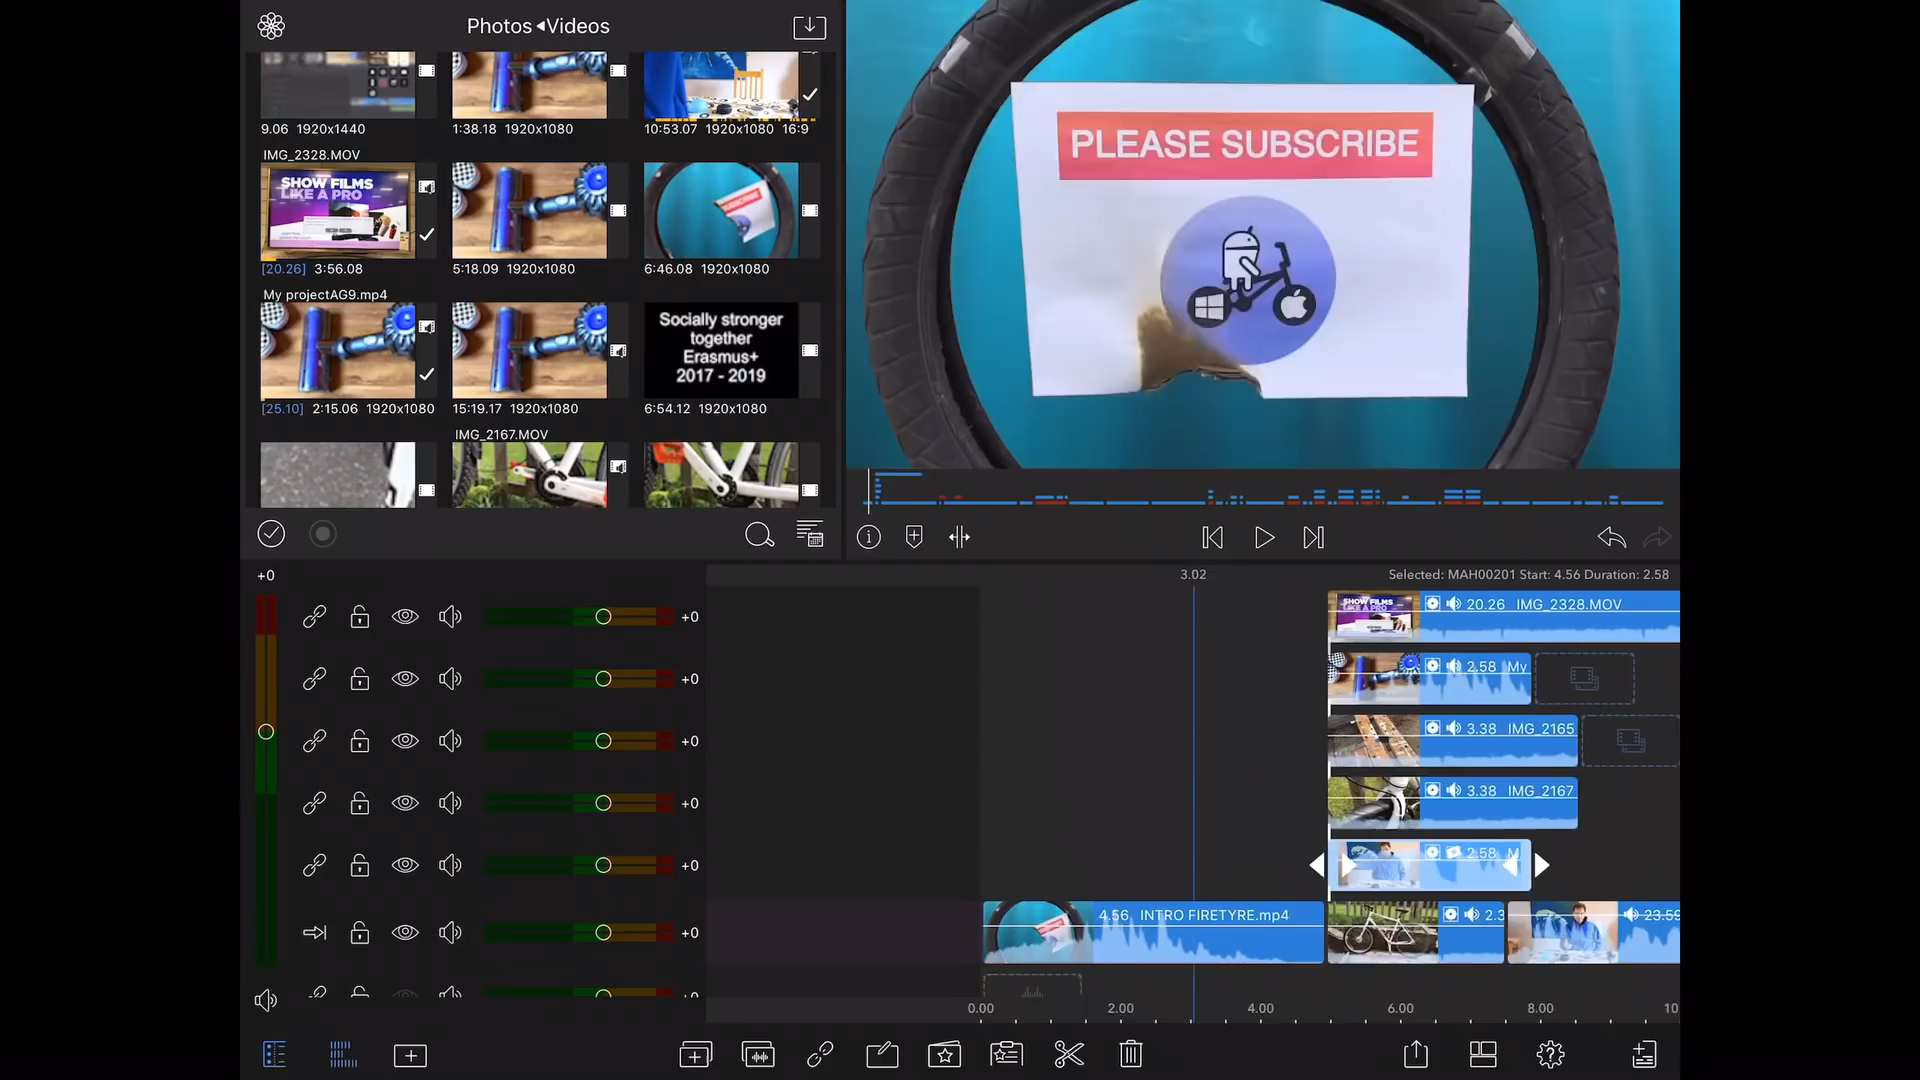 Photos◂Videos
9.06 1920x1440
1:38.18 1920x1080
10:53.07 1920x1080 16:9
IMG_2328.MOV
SHOW FILMS
LIKE A PRO
[20.26] 3:56.08
5:18.09 1920x1080
SUBSCRIBE
6:46.08 1920x1080
My projectAG9.mp4
[25.10] 2:15.06 1920x1080
15:19.17 1920x1080
Socially stronger
together
Erasmus+
2017 - 2019
6:54.12 1920x1080
IMG_2167.MOV
PLEASE SUBSCRIBE
+0
3.02
Selected: MAH00201 Start: 4.56 Duration: 2.58
+0
+0
+0
+0
+0
+0
SHOW FILMS
20.26 IMG_2328.MOV
2.58 My
3.38 IMG_2165
3.38 IMG_2167
2.58 M
4.56 INTRO FIRETYRE.mp4
2.3
23.59
0.00 2.00 4.00 6.00 8.00 10